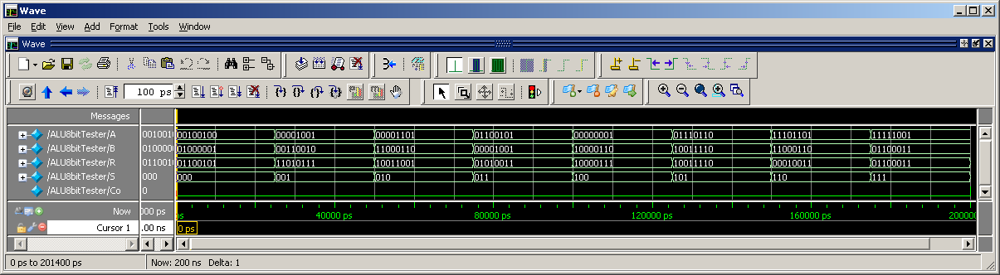 Wave
File Edit View Add Format Tools Window
Wave
100 ps
Messages
/ALU8bitTester/A 0010010 00100100 00001001 00001101 01100101 00000001 01110110 11101101 11111001
/ALU8bitTester/B 010000 01000001 00110010 11000110 00001001 10000110 10011110 11000110 01100011
/ALU8bitTester/R 011001 01100101 11010111 10011001 01010011 10000111 10011110 00010011 01100011
/ALU8bitTester/S 000 000 001 010 011 100 101 110 111
/ALU8bitTester/Co 0
Now 000 ps ps 40000 ps 80000 ps 120000 ps 160000 ps 200000
Cursor 1 .00 ns 0 ps
0 ps to 201400 ps Now: 200 ns Delta: 1